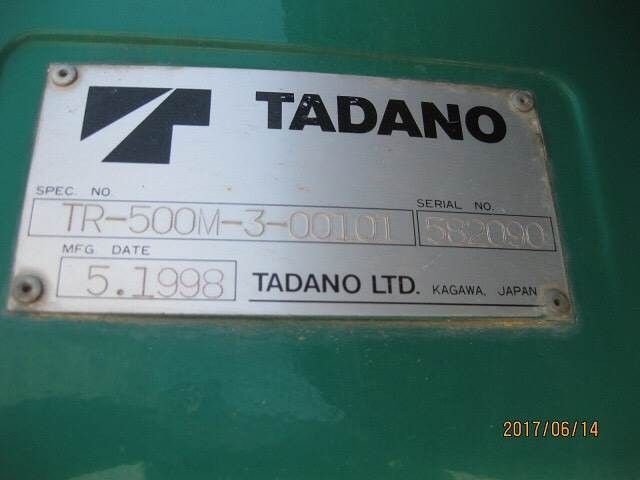 TADANO
SPEC. NO.
SERIAL NO.
TR-500M-3-00101
582090
MFG DATE
5.1998
TADANO LTD. KAGAWA, JAPAN
2017/06/14